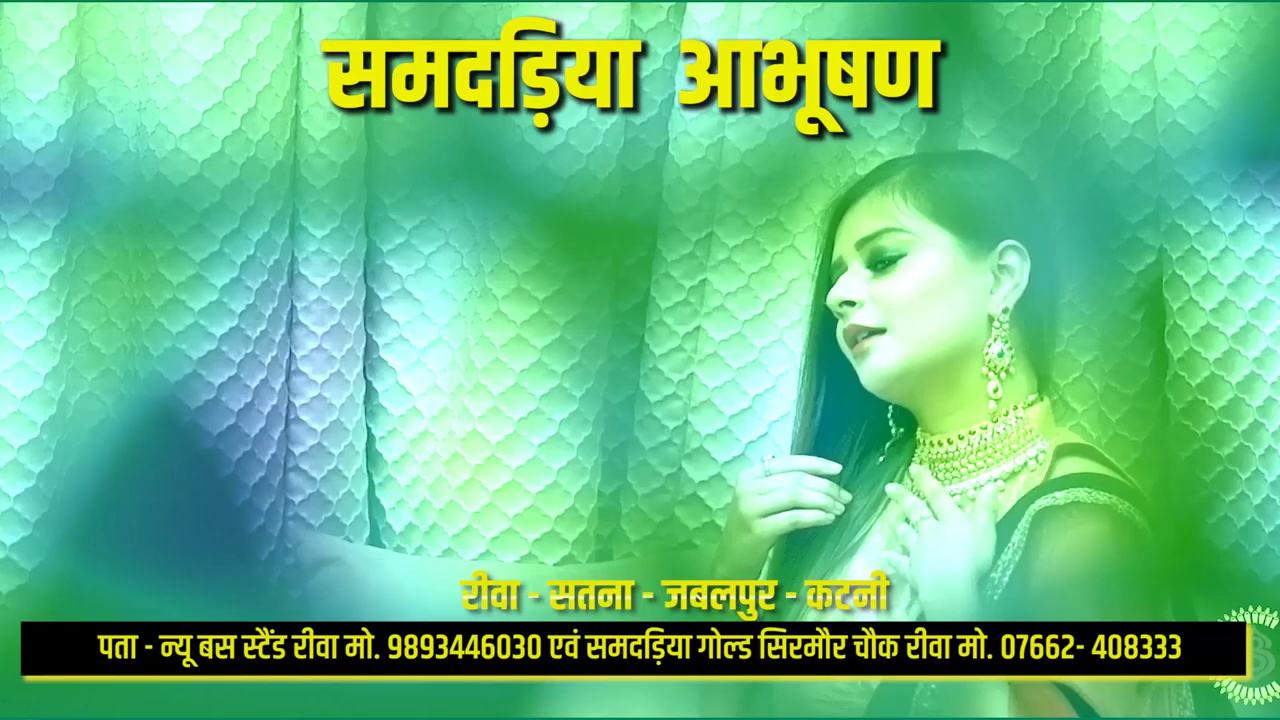 समदड़िया आभूषण
रीवा - सतना - जबलपुर - कटनी
पता - न्यू बस स्टैंड रीवा मो. 9893446030 एवं समदड़िया गोल्ड सिरमौर चौक रीवा मो. 07662- 408333